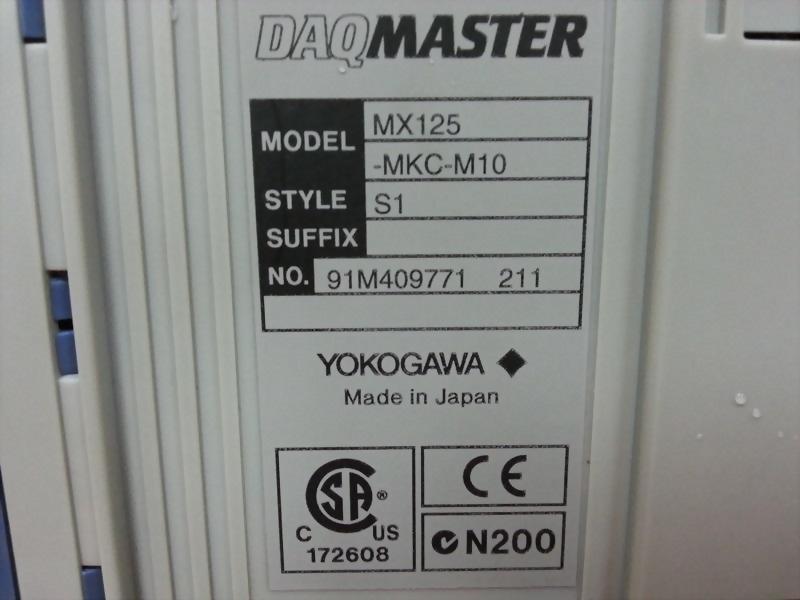 DAQMASTER
MODEL MX125
-MKC-M10
STYLE S1
SUFFIX
NO. 91M409771 211
YOKOGAWA
Made in Japan
CSA ®
C US
172608
CE
N200